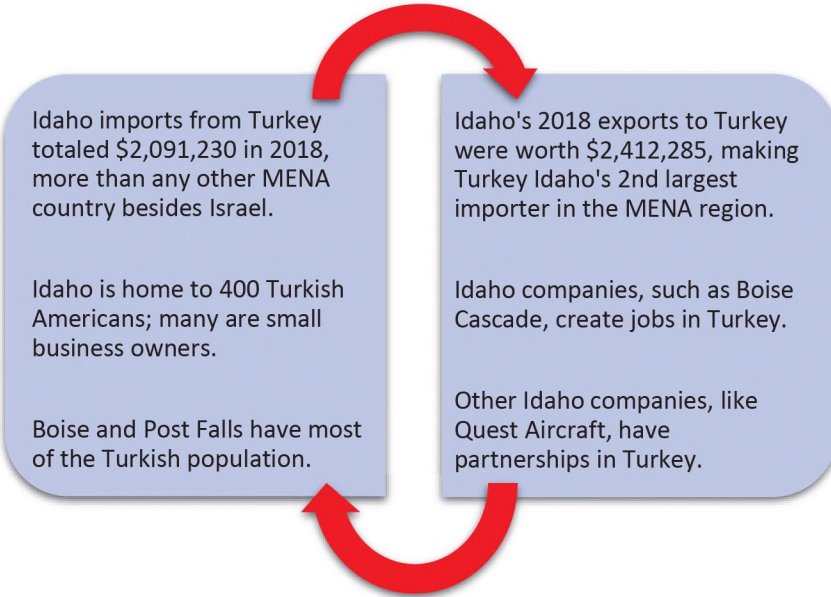 Idaho imports from Turkey
totaled $2,091,230 in 2018,
more than any other MENA
country besides Israel.
Idaho is home to 400 Turkish
Americans; many are small
business owners.
Boise and Post Falls have most
of the Turkish population.
Idaho's 2018 exports to Turkey
were worth $2,412,285, making
Turkey Idaho's 2nd largest
importer in the MENA region.
Idaho companies, such as Boise
Cascade, create jobs in Turkey.
Other Idaho companies, like
Quest Aircraft, have
partnerships in Turkey.